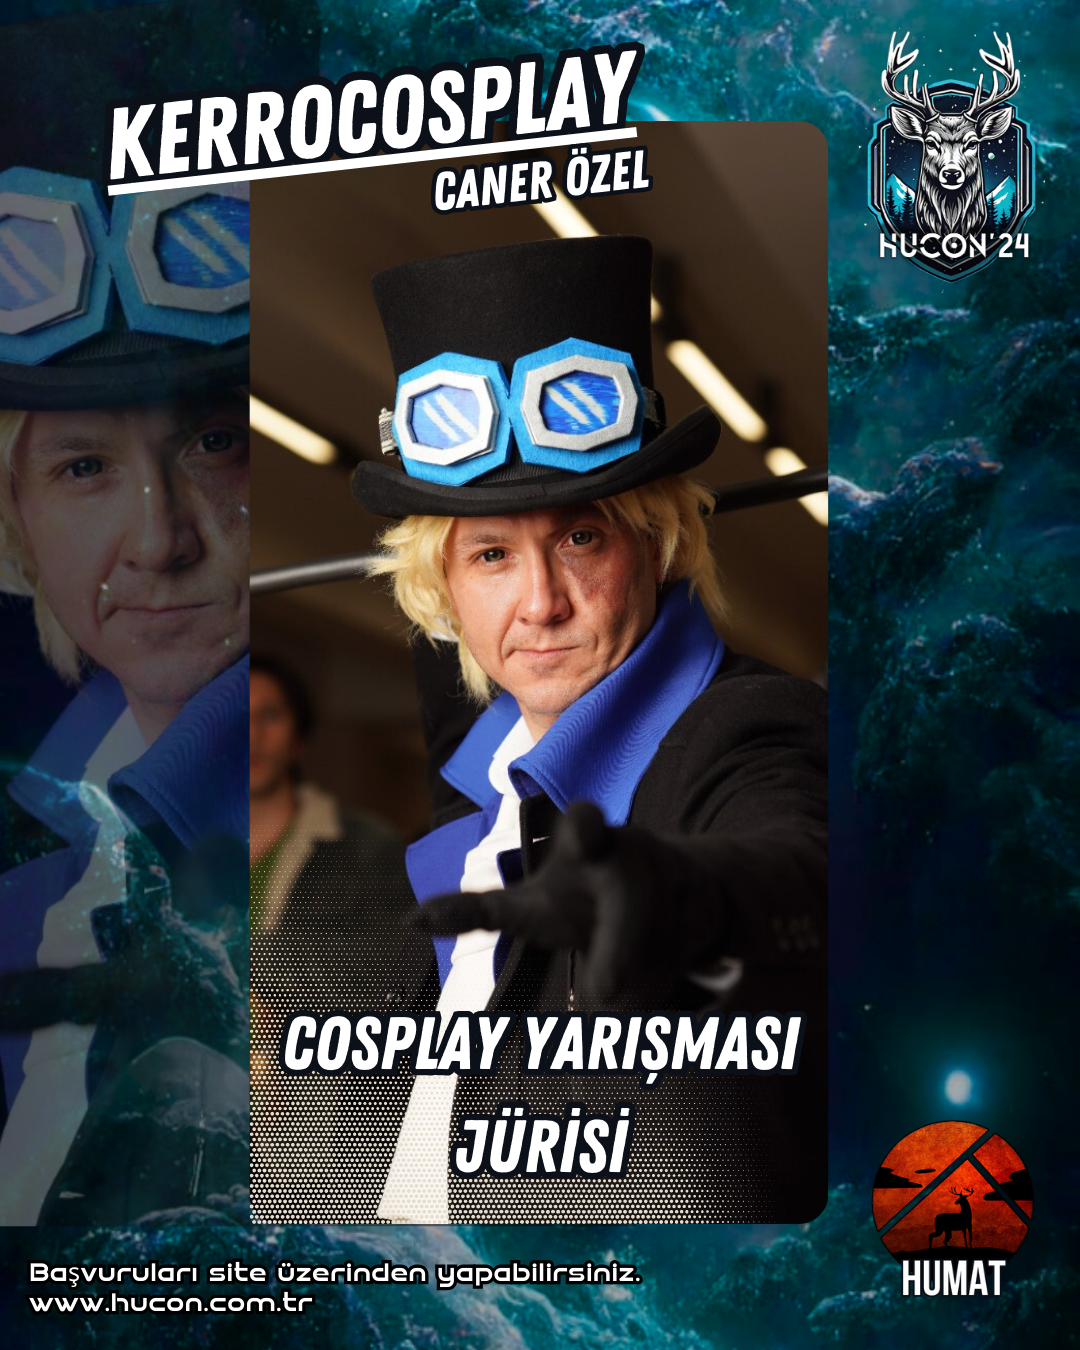 KERROCOSPLAY
CANER ÖZEL
HUCON'24
COSPLAY YARIŞMASI
JÜRİSİ
HUMAT
Başvuruları site üzerinden yapabilirsiniz.
www.hucon.com.tr